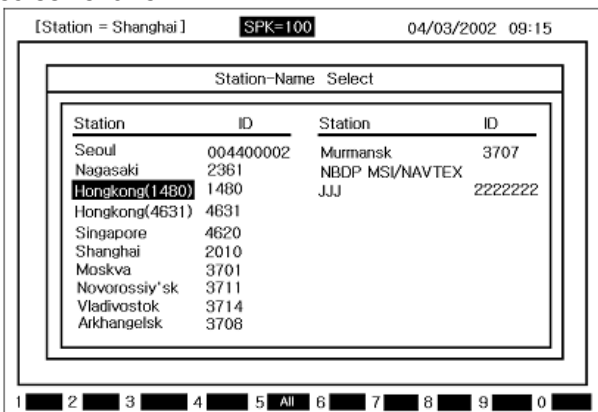 [Station = Shanghai] SPK=100 04/03/2002 09:15
Station-Name Select
Station ID Station ID
Seoul 004400002 Murmansk 3707
Nagasaki 2361 NBDP MSI/NAVTEX
Hongkong(1480) 1480 JJJ 2222222
Hongkong(4631) 4631
Singapore 4620
Shanghai 2010
Moskva 3701
Novorossiy'sk 3711
Vladivostok 3714
Arkhangelsk 3708
1 2 3 4 5 All 6 7 8 9 0